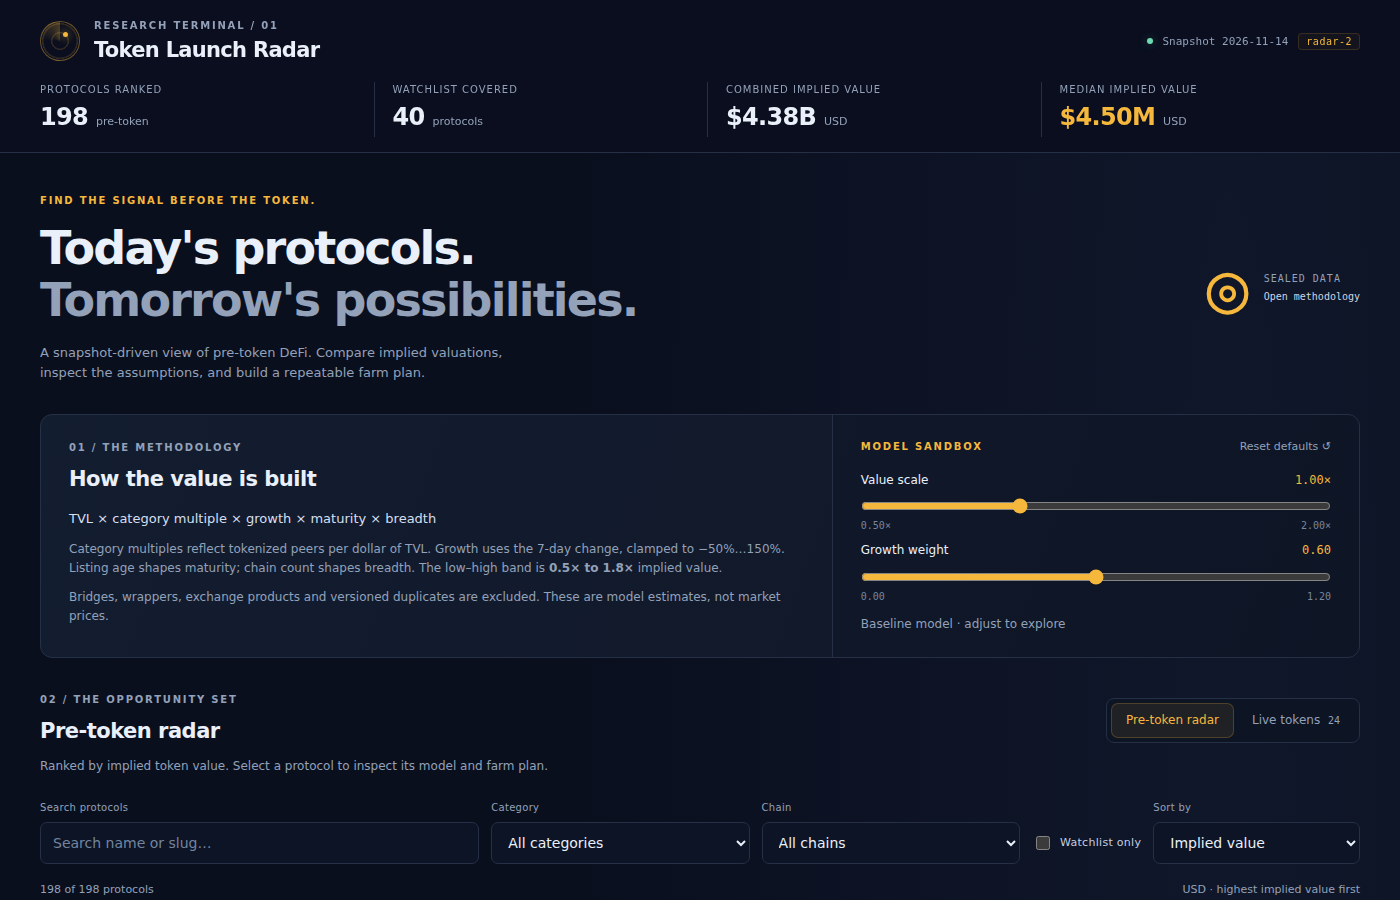 RESEARCH TERMINAL / 01
Token Launch Radar
Snapshot 2026-11-14 radar-2
PROTOCOLS RANKED
198 pre-token
WATCHLIST COVERED
40 protocols
COMBINED IMPLIED VALUE
$4.38B USD
MEDIAN IMPLIED VALUE
$4.50M USD
FIND THE SIGNAL BEFORE THE TOKEN.
Today's protocols.
Tomorrow's possibilities.
A snapshot-driven view of pre-token DeFi. Compare implied valuations,
inspect the assumptions, and build a repeatable farm plan.
SEALED DATA
Open methodology
01 / THE METHODOLOGY
How the value is built
TVL × category multiple × growth × maturity × breadth
Category multiples reflect tokenized peers per dollar of TVL. Growth uses the 7-day change, clamped to −50%…150%.
Listing age shapes maturity; chain count shapes breadth. The low–high band is 0.5× to 1.8× implied value.
Bridges, wrappers, exchange products and versioned duplicates are excluded. These are model estimates, not market
prices.
MODEL SANDBOX
Reset defaults ↺
Value scale 1.00×
0.50× 2.00×
Growth weight 0.60
0.00 1.20
Baseline model · adjust to explore
02 / THE OPPORTUNITY SET
Pre-token radar
Ranked by implied token value. Select a protocol to inspect its model and farm plan.
Pre-token radar
Live tokens 24
Search protocols
Search name or slug…
Category
All categories
Chain
All chains
Watchlist only
Sort by
Implied value
198 of 198 protocols
USD · highest implied value first